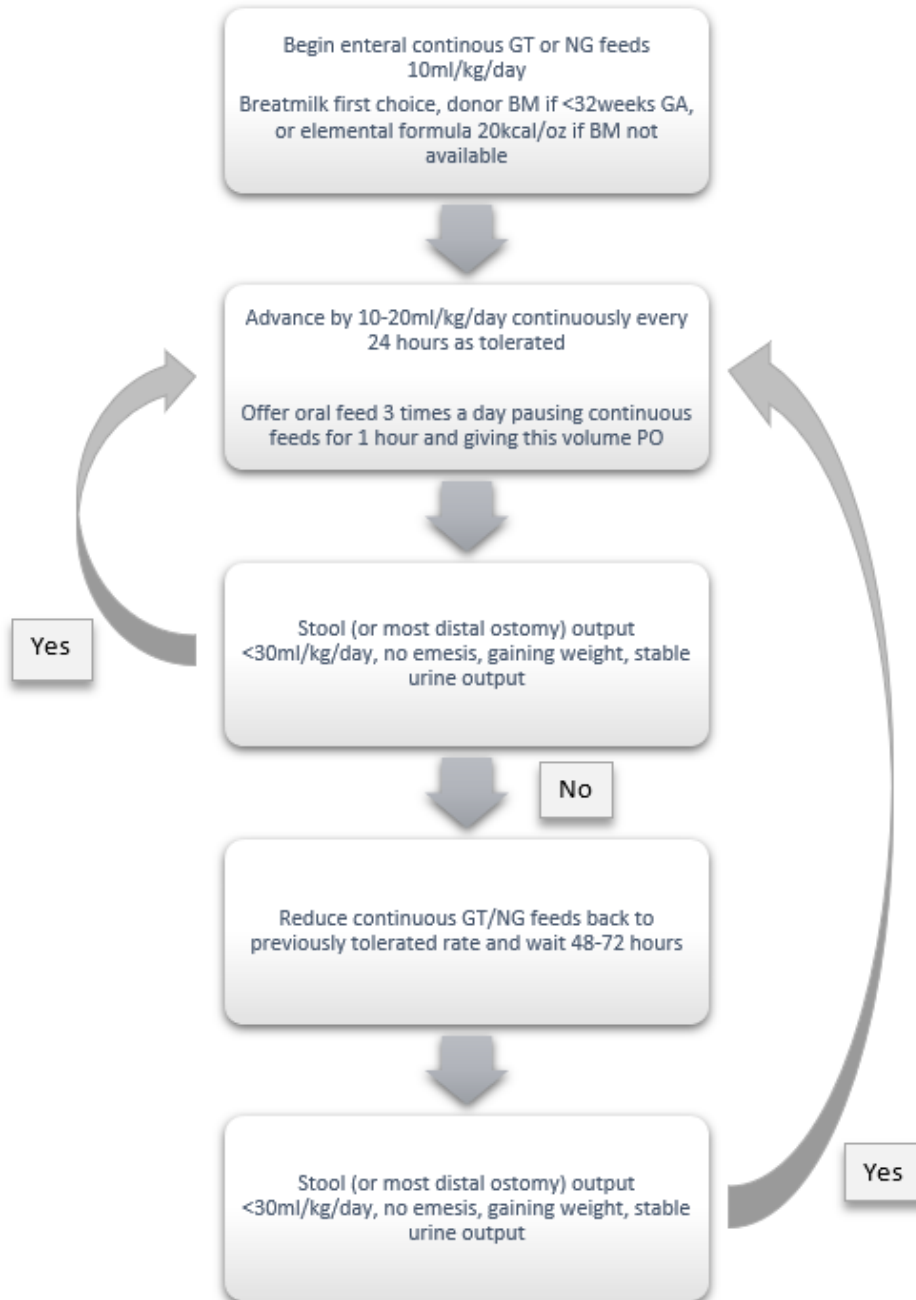 Begin enteral continous GT or NG feeds
10ml/kg/day
Breatmilk first choice, donor BM if <32weeks GA,
or elemental formula 20kcal/oz if BM not
available
Advance by 10-20ml/kg/day continuously every
24 hours as tolerated
Offer oral feed 3 times a day pausing continuous
feeds for 1 hour and giving this volume PO
Stool (or most distal ostomy) output
<30ml/kg/day, no emesis, gaining weight, stable
urine output
Yes
No
Reduce continuous GT/NG feeds back to
previously tolerated rate and wait 48-72 hours
Stool (or most distal ostomy) output
<30ml/kg/day, no emesis, gaining weight, stable
urine output
Yes